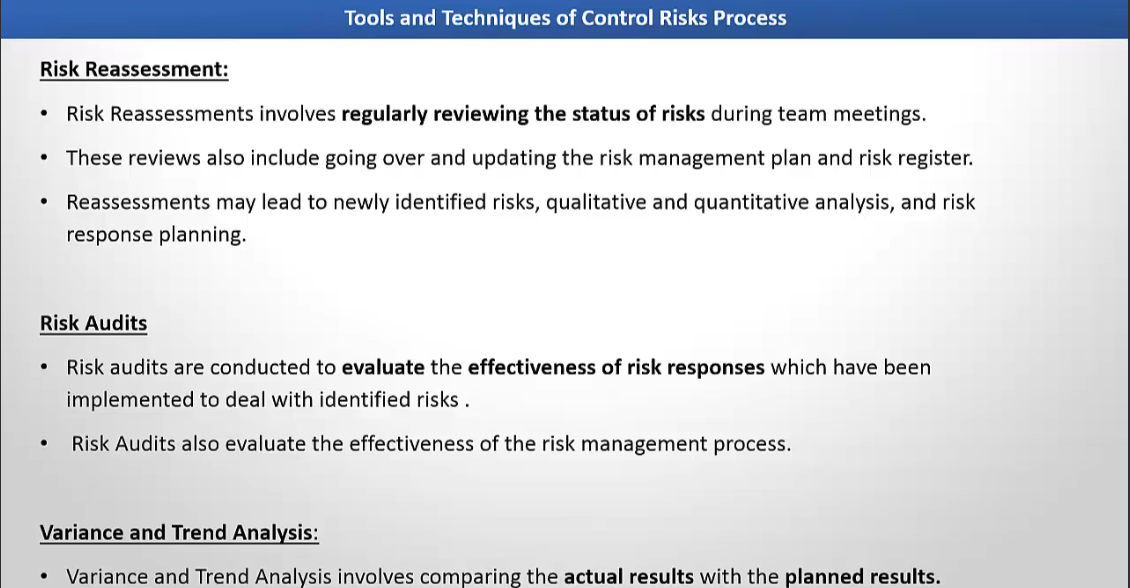 Tools and Techniques of Control Risks Process
Risk Reassessment:
• Risk Reassessments involves regularly reviewing the status of risks during team meetings.
• These reviews also include going over and updating the risk management plan and risk register.
• Reassessments may lead to newly identified risks, qualitative and quantitative analysis, and risk
response planning.
Risk Audits
• Risk audits are conducted to evaluate the effectiveness of risk responses which have been
implemented to deal with identified risks .
• Risk Audits also evaluate the effectiveness of the risk management process.
Variance and Trend Analysis:
• Variance and Trend Analysis involves comparing the actual results with the planned results.